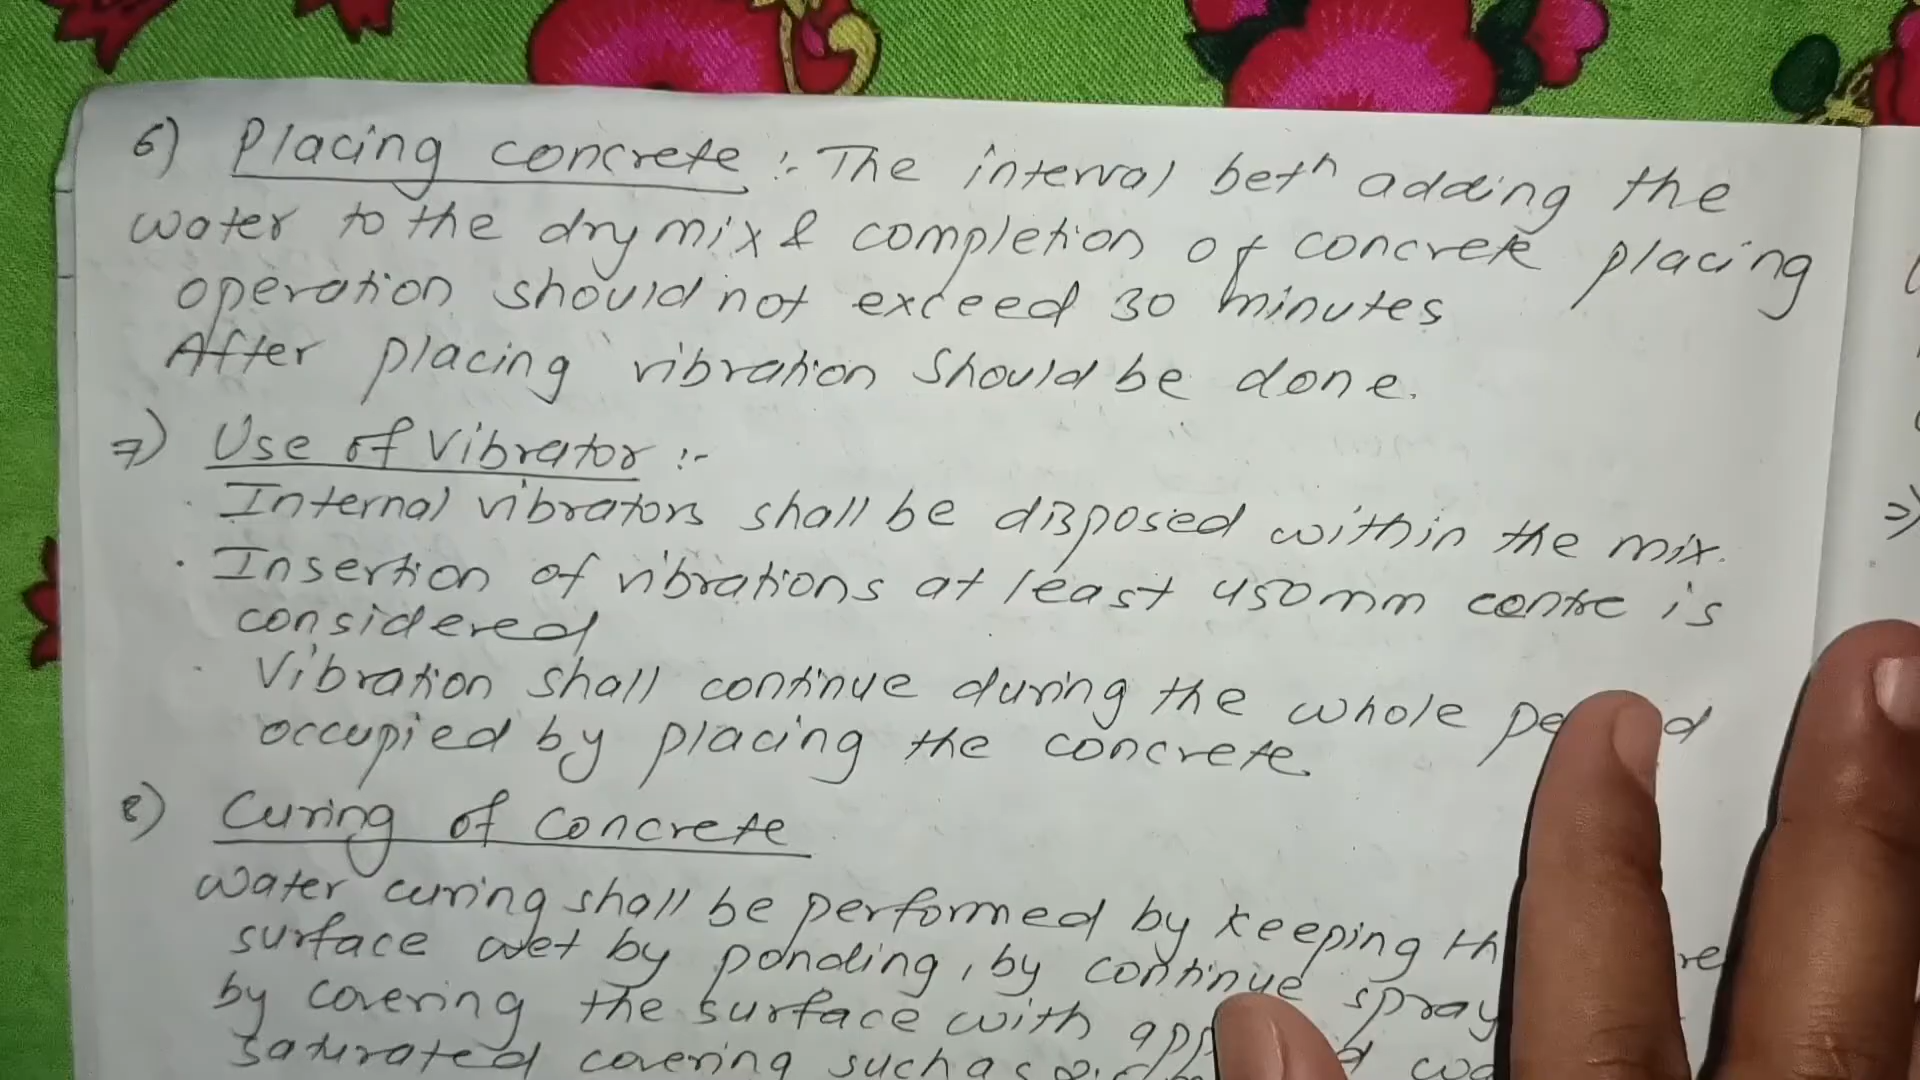 6) Placing concrete :- The interval betn adding the
water to the dry mix & completion of concrete placing
operation should not exceed 30 minutes
After placing vibration should be done.
7) Use of Vibrator :-
Internal vibrators shall be disposed within the mix.
. Insertion of vibrations at least 450mm centre is
considered
Vibration shall continue during the whole
occupied by placing the concrete.
8) Curing of concrete
Water curing shall be performed by keeping
surface wet by ponding, by continue spray
by covering the surface with
saturated covering such as